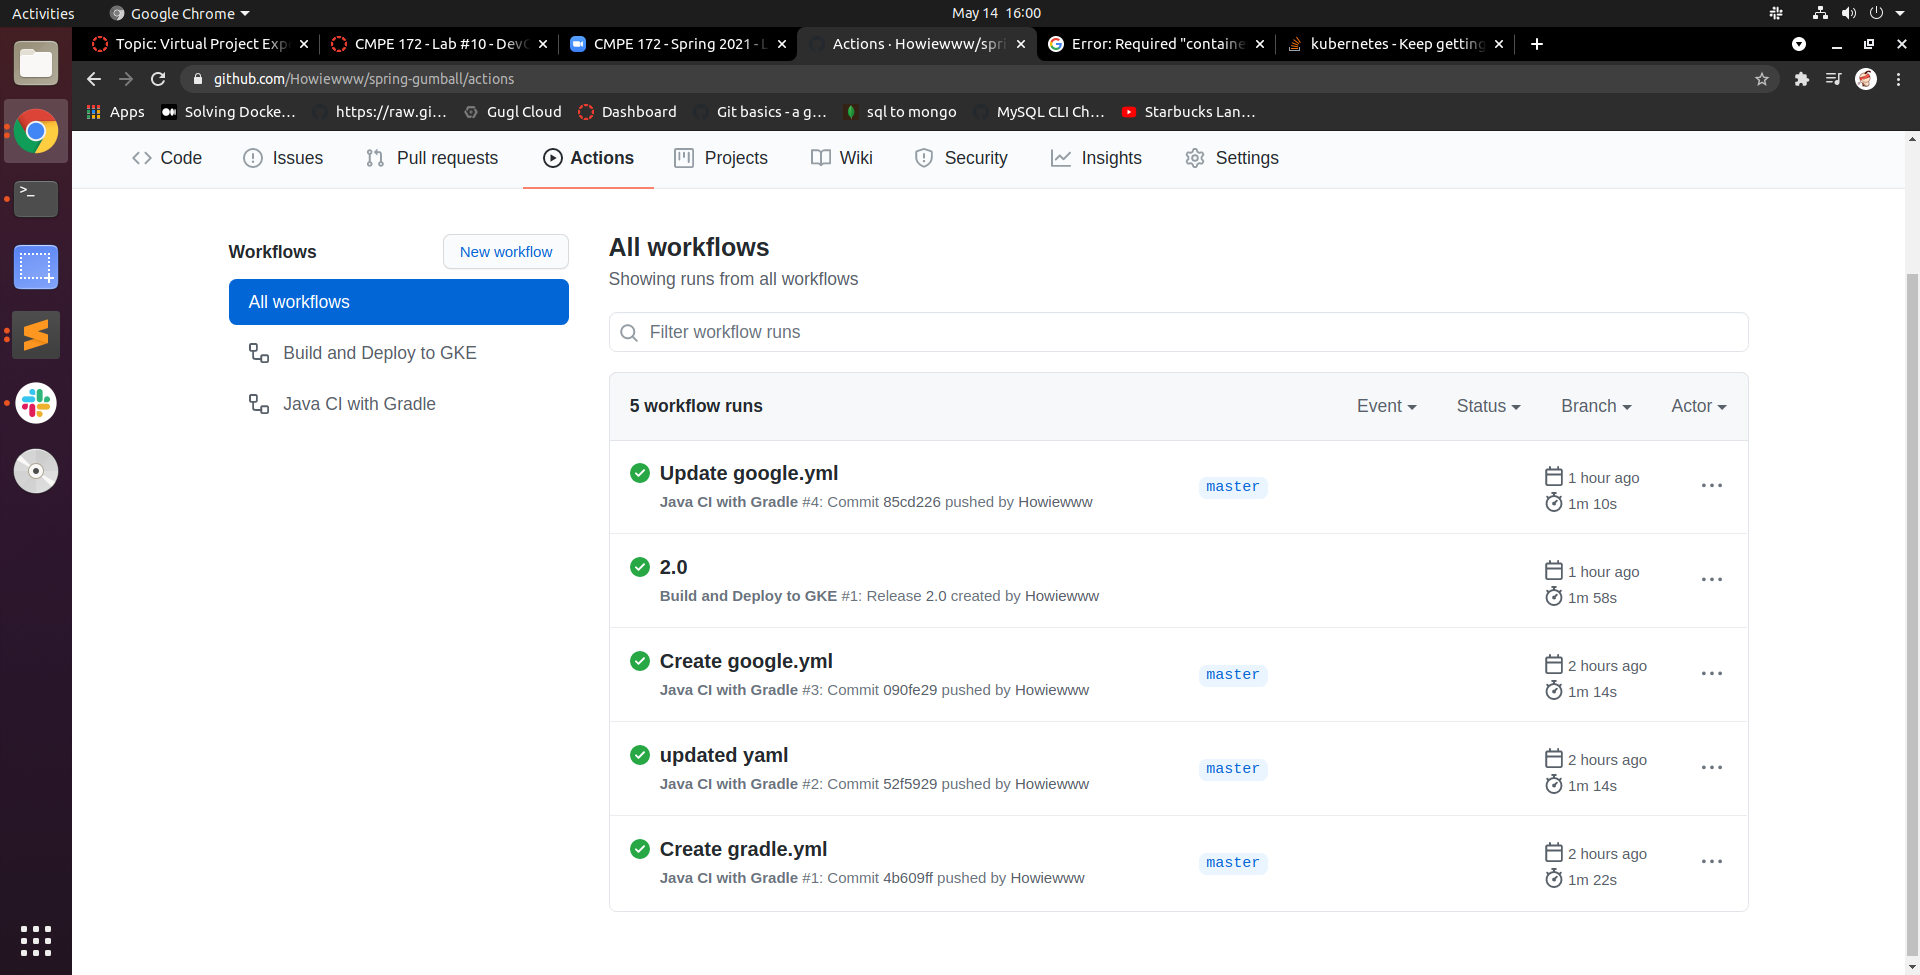 Activities
Google Chrome
May 14 16:00
Topic: Virtual Project Exp
CMPE 172 - Lab #10 - Dev
CMPE 172 - Spring 2021 - L
Actions · Howiewww/spri
Error: Required "containe
kubernetes - Keep getting
github.com/Howiewww/spring-gumball/actions
Apps
Solving Docke...
https://raw.gi...
Gugl Cloud
Dashboard
Git basics - a g...
sql to mongo
MySQL CLI Ch...
Starbucks Lan...
Code
Issues
Pull requests
Actions
Projects
Wiki
Security
Insights
Settings
Workflows
New workflow
All workflows
Build and Deploy to GKE
Java CI with Gradle
All workflows
Showing runs from all workflows
Filter workflow runs
5 workflow runs
Event
Status
Branch
Actor
Update google.yml
Java CI with Gradle #4: Commit 85cd226 pushed by Howiewww
master
1 hour ago
1m 10s
2.0
Build and Deploy to GKE #1: Release 2.0 created by Howiewww
1 hour ago
1m 58s
Create google.yml
Java CI with Gradle #3: Commit 090fe29 pushed by Howiewww
master
2 hours ago
1m 14s
updated yaml
Java CI with Gradle #2: Commit 52f5929 pushed by Howiewww
master
2 hours ago
1m 14s
Create gradle.yml
Java CI with Gradle #1: Commit 4b609ff pushed by Howiewww
master
2 hours ago
1m 22s